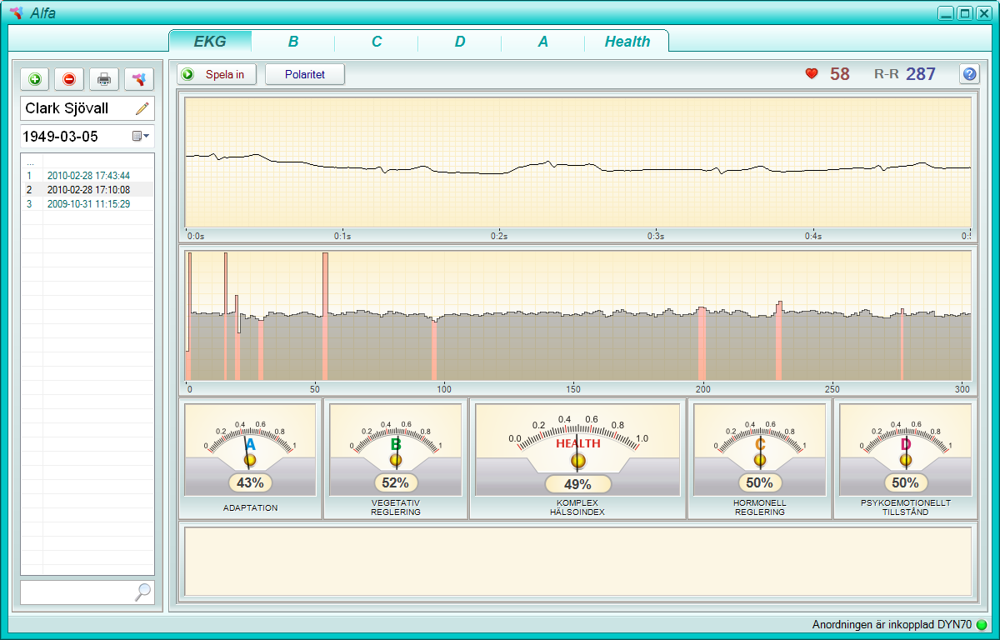 Alfa
EKG B C D A Health
Spela in Polaritet 58 R-R 287
Clark Sjövall
1949-03-05
...
1 2010-02-28 17:43:44
2 2010-02-28 17:10:08
3 2009-10-31 11:15:29
0:0s 0:1s 0:2s 0:3s 0:4s
0 50 100 150 200 250 300
0 0.2 0.4 0.6 0.8 1
A
43%
ADAPTATION
0 0.2 0.4 0.6 0.8 1
B
52%
VEGETATIV
REGLERING
0.0 0.2 0.4 0.6 0.8 1.0
HEALTH
49%
KOMPLEX
HÄLSOINDEX
0 0.2 0.4 0.6 0.8 1
C
50%
HORMONELL
REGLERING
0 0.2 0.4 0.6 0.8 1
D
50%
PSYKOEMOTIONELLT
TILLSTÅND
Anordningen är inkopplad DYN70